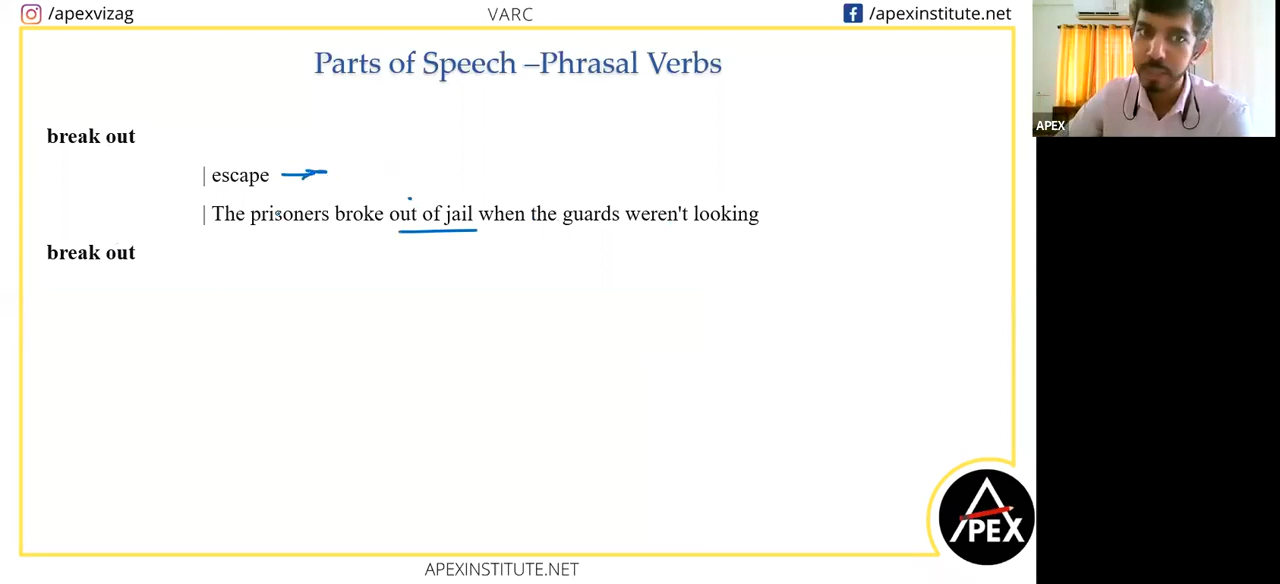 /apexvizag
VARC
/apexinstitute.net
Parts of Speech –Phrasal Verbs
break out
| escape
| The prisoners broke out of jail when the guards weren't looking
break out
APEX
APEX
APEXINSTITUTE.NET